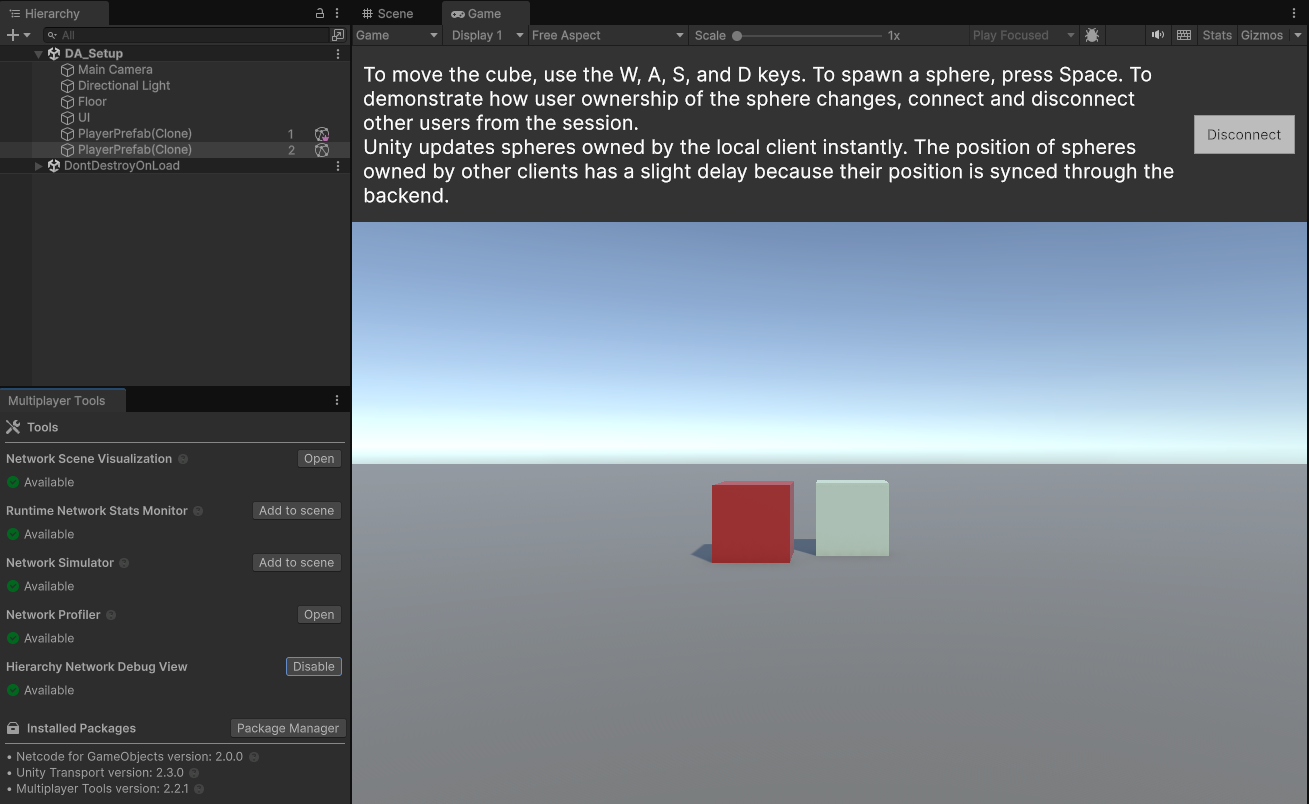 Hierarchy
All
DA_Setup
Main Camera
Directional Light
Floor
UI
PlayerPrefab(Clone) 1
PlayerPrefab(Clone) 2
DontDestroyOnLoad
Multiplayer Tools
Tools
Network Scene Visualization ? Open
Available
Runtime Network Stats Monitor ? Add to scene
Available
Network Simulator ? Add to scene
Available
Network Profiler ? Open
Available
Hierarchy Network Debug View Disable
Available
Installed Packages Package Manager
• Netcode for GameObjects version: 2.0.0 ?
• Unity Transport version: 2.3.0 ?
• Multiplayer Tools version: 2.2.1 ?
Scene Game
Game Display 1 Free Aspect Scale 1x Play Focused Stats Gizmos
To move the cube, use the W, A, S, and D keys. To spawn a sphere, press Space. To
demonstrate how user ownership of the sphere changes, connect and disconnect
other users from the session.
Unity updates spheres owned by the local client instantly. The position of spheres
owned by other clients has a slight delay because their position is synced through the
backend.
Disconnect